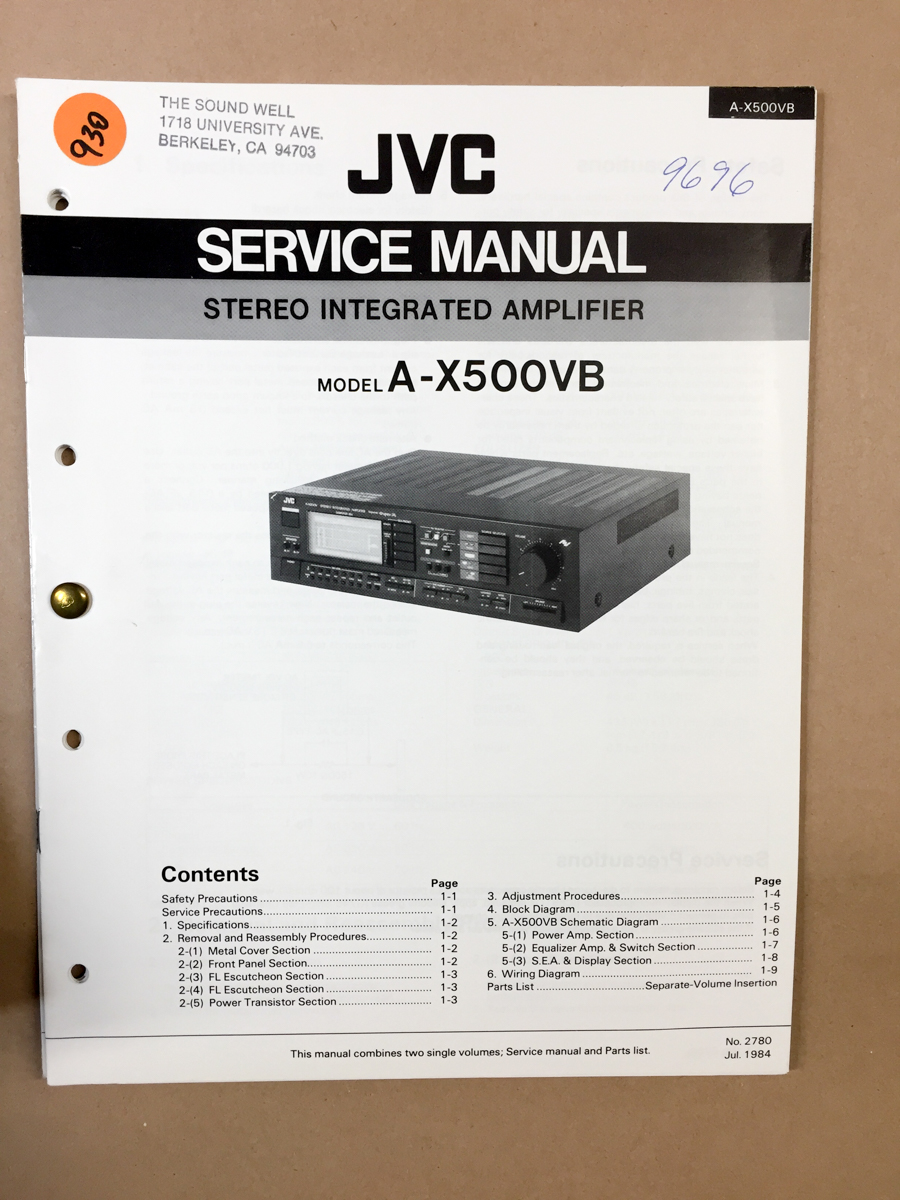 930
THE SOUND WELL
1718 UNIVERSITY AVE.
BERKELEY, CA 94703
A-X500VB
JVC
9696
SERVICE MANUAL
STEREO INTEGRATED AMPLIFIER
MODEL A-X500VB
JVC
Contents
Page
Safety Precautions ........ 1-1
Service Precautions ........ 1-1
1. Specifications ........ 1-2
2. Removal and Reassembly Procedures ........ 1-2
2-(1) Metal Cover Section ........ 1-2
2-(2) Front Panel Section ........ 1-2
2-(3) FL Escutcheon Section ........ 1-3
2-(4) FL Escutcheon Section ........ 1-3
2-(5) Power Transistor Section ........ 1-3
Page
3. Adjustment Procedures ........ 1-4
4. Block Diagram ........ 1-5
5. A-X500VB Schematic Diagram ........ 1-6
5-(1) Power Amp. Section ........ 1-6
5-(2) Equalizer Amp. & Switch Section ........ 1-7
5-(3) S.E.A. & Display Section ........ 1-8
6. Wiring Diagram ........ 1-9
Parts List ........ Separate-Volume Insertion
This manual combines two single volumes; Service manual and Parts list.
No. 2780
Jul. 1984